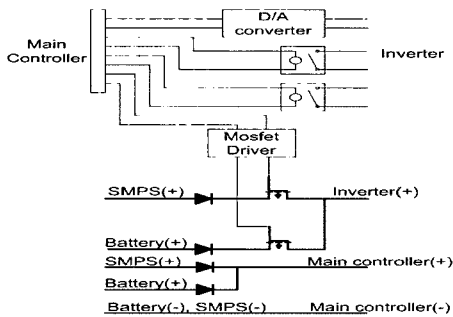 D/A
converter
Main
Controller
Inverter
Mosfet
Driver
SMPS(+)
Inverter(+)
Battery(+)
SMPS(+)
Main controller(+)
Battery(+)
Battery(-), SMPS(-)
Main controller(-)